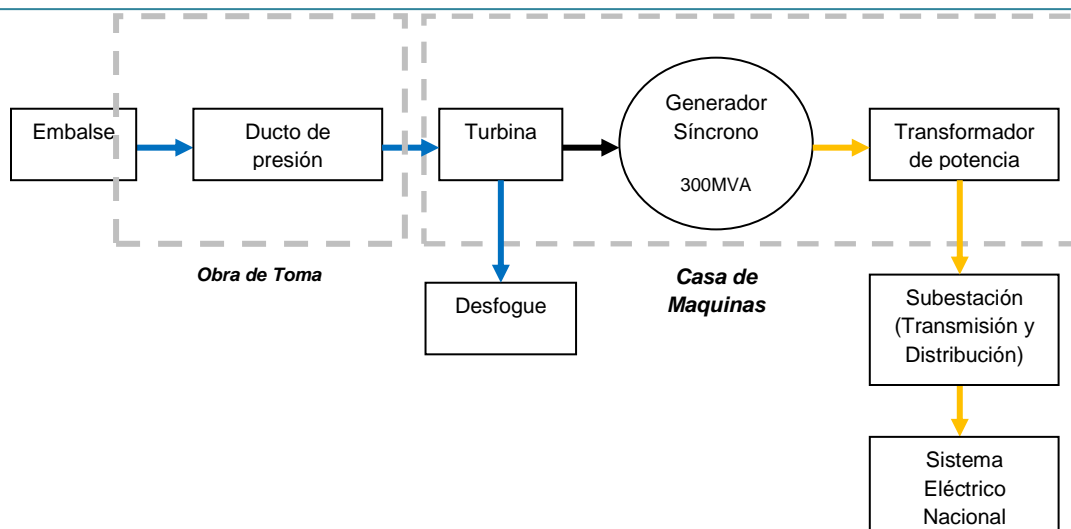 Embalse
Ducto de
presión
Turbina
Generador
Síncrono
300MVA
Transformador
de potencia
Obra de Toma
Casa de
Maquinas
Desfogue
Subestación
(Transmisión y
Distribución)
Sistema
Eléctrico
Nacional